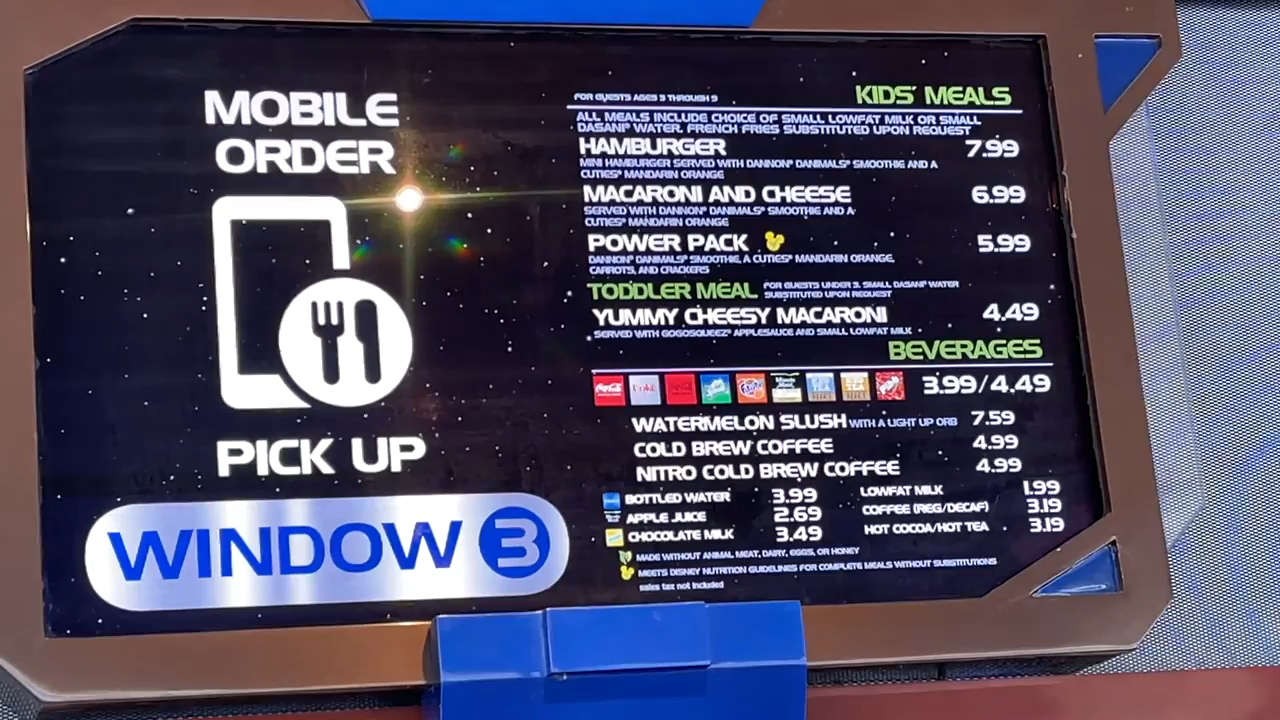 MOBILE
ORDER
PICK UP
WINDOW 3
FOR GUESTS AGES 3 THROUGH 9 KIDS' MEALS
ALL MEALS INCLUDE CHOICE OF SMALL LOWFAT MILK OR SMALL
DASANI® WATER. FRENCH FRIES SUBSTITUTED UPON REQUEST
HAMBURGER 7.99
MINI HAMBURGER SERVED WITH DANNON® DANIMALS® SMOOTHIE AND A
CUTIES® MANDARIN ORANGE
MACARONI AND CHEESE 6.99
SERVED WITH DANNON® DANIMALS® SMOOTHIE AND A
CUTIES® MANDARIN ORANGE
POWER PACK 5.99
DANNON® DANIMALS® SMOOTHIE, A CUTIES® MANDARIN ORANGE,
CARROTS, AND CRACKERS
TODDLER MEAL FOR GUESTS UNDER 3. SMALL DASANI® WATER
SUBSTITUTED UPON REQUEST
YUMMY CHEESY MACARONI 4.49
SERVED WITH GOGOSQUEEZ® APPLESAUCE AND SMALL LOWFAT MILK
BEVERAGES
3.99/4.49
WATERMELON SLUSH WITH A LIGHT UP ORB 7.59
COLD BREW COFFEE 4.99
NITRO COLD BREW COFFEE 4.99
BOTTLED WATER 3.99 LOWFAT MILK 1.99
APPLE JUICE 2.69 COFFEE (REG/DECAF) 3.19
CHOCOLATE MILK 3.49 HOT COCOA/HOT TEA 3.19
MADE WITHOUT ANIMAL MEAT, DAIRY, EGGS, OR HONEY
MEETS DISNEY NUTRITION GUIDELINES FOR COMPLETE MEALS WITHOUT SUBSTITUTIONS
sales tax not included